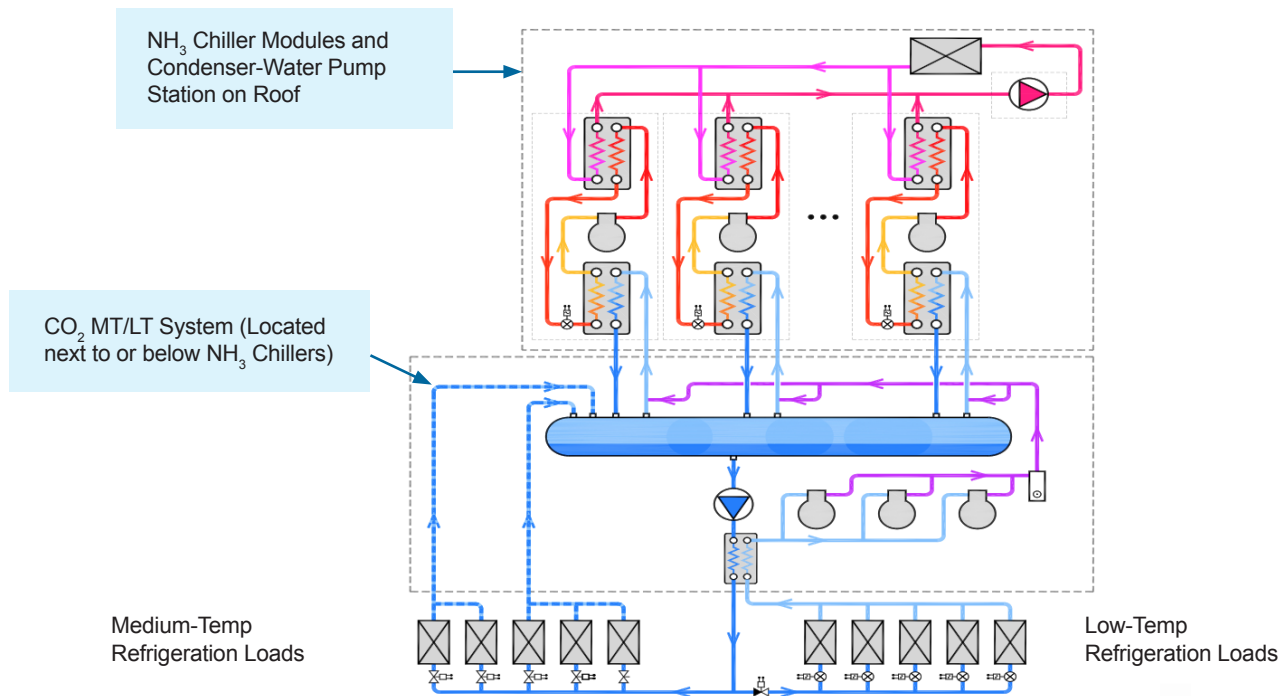 NH₃ Chiller Modules and
Condenser-Water Pump
Station on Roof
CO₂ MT/LT System (Located
next to or below NH₃ Chillers)
Medium-Temp
Refrigeration Loads
Low-Temp
Refrigeration Loads